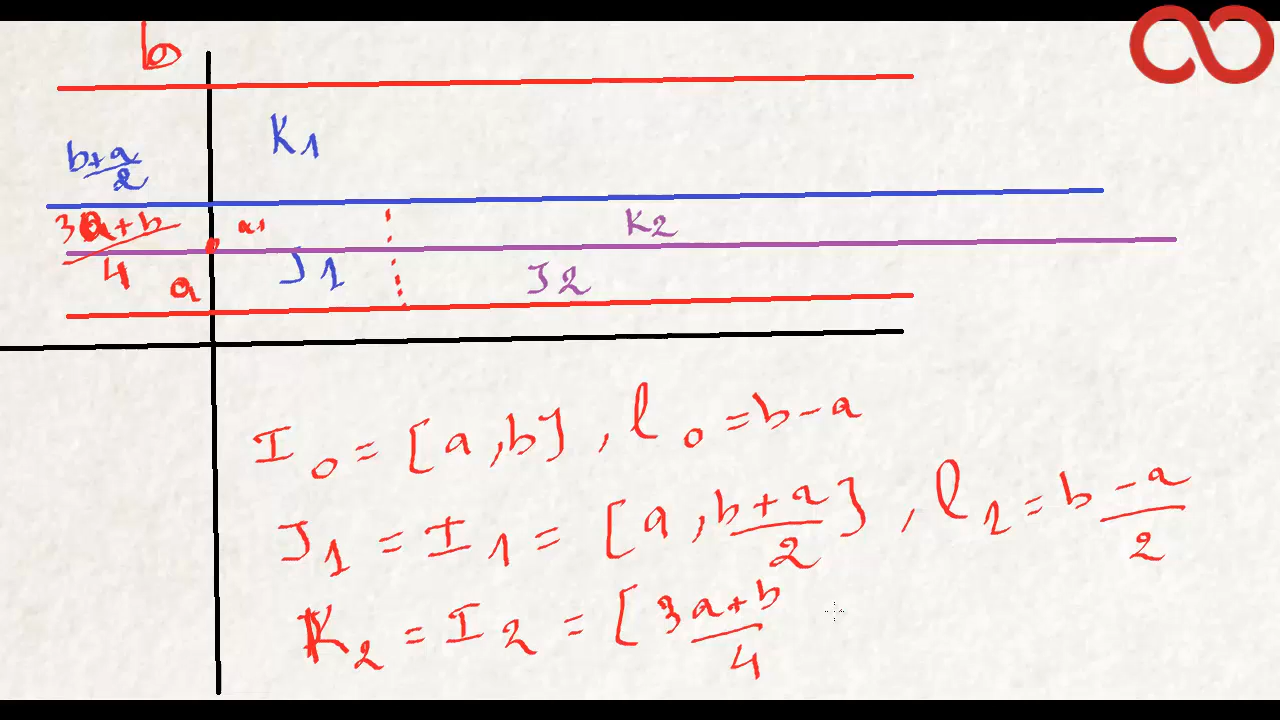 b
K1
b+a/2
3a+b/4
a1
K2
J1
J2
a
I0 = [a,b], l0 = b-a
J1 = I1 = [a, b+a/2], l1 = b-a/2
K2 = I2 = [3a+b/4